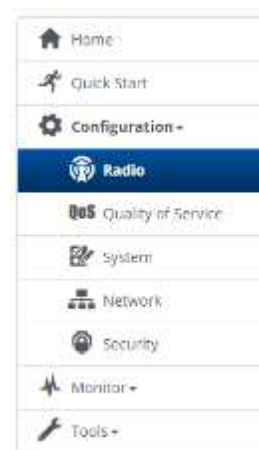 Home
Quick Start
Configuration
Radio
QoS Quality of Service
System
Network
Security
Monitor
Tools